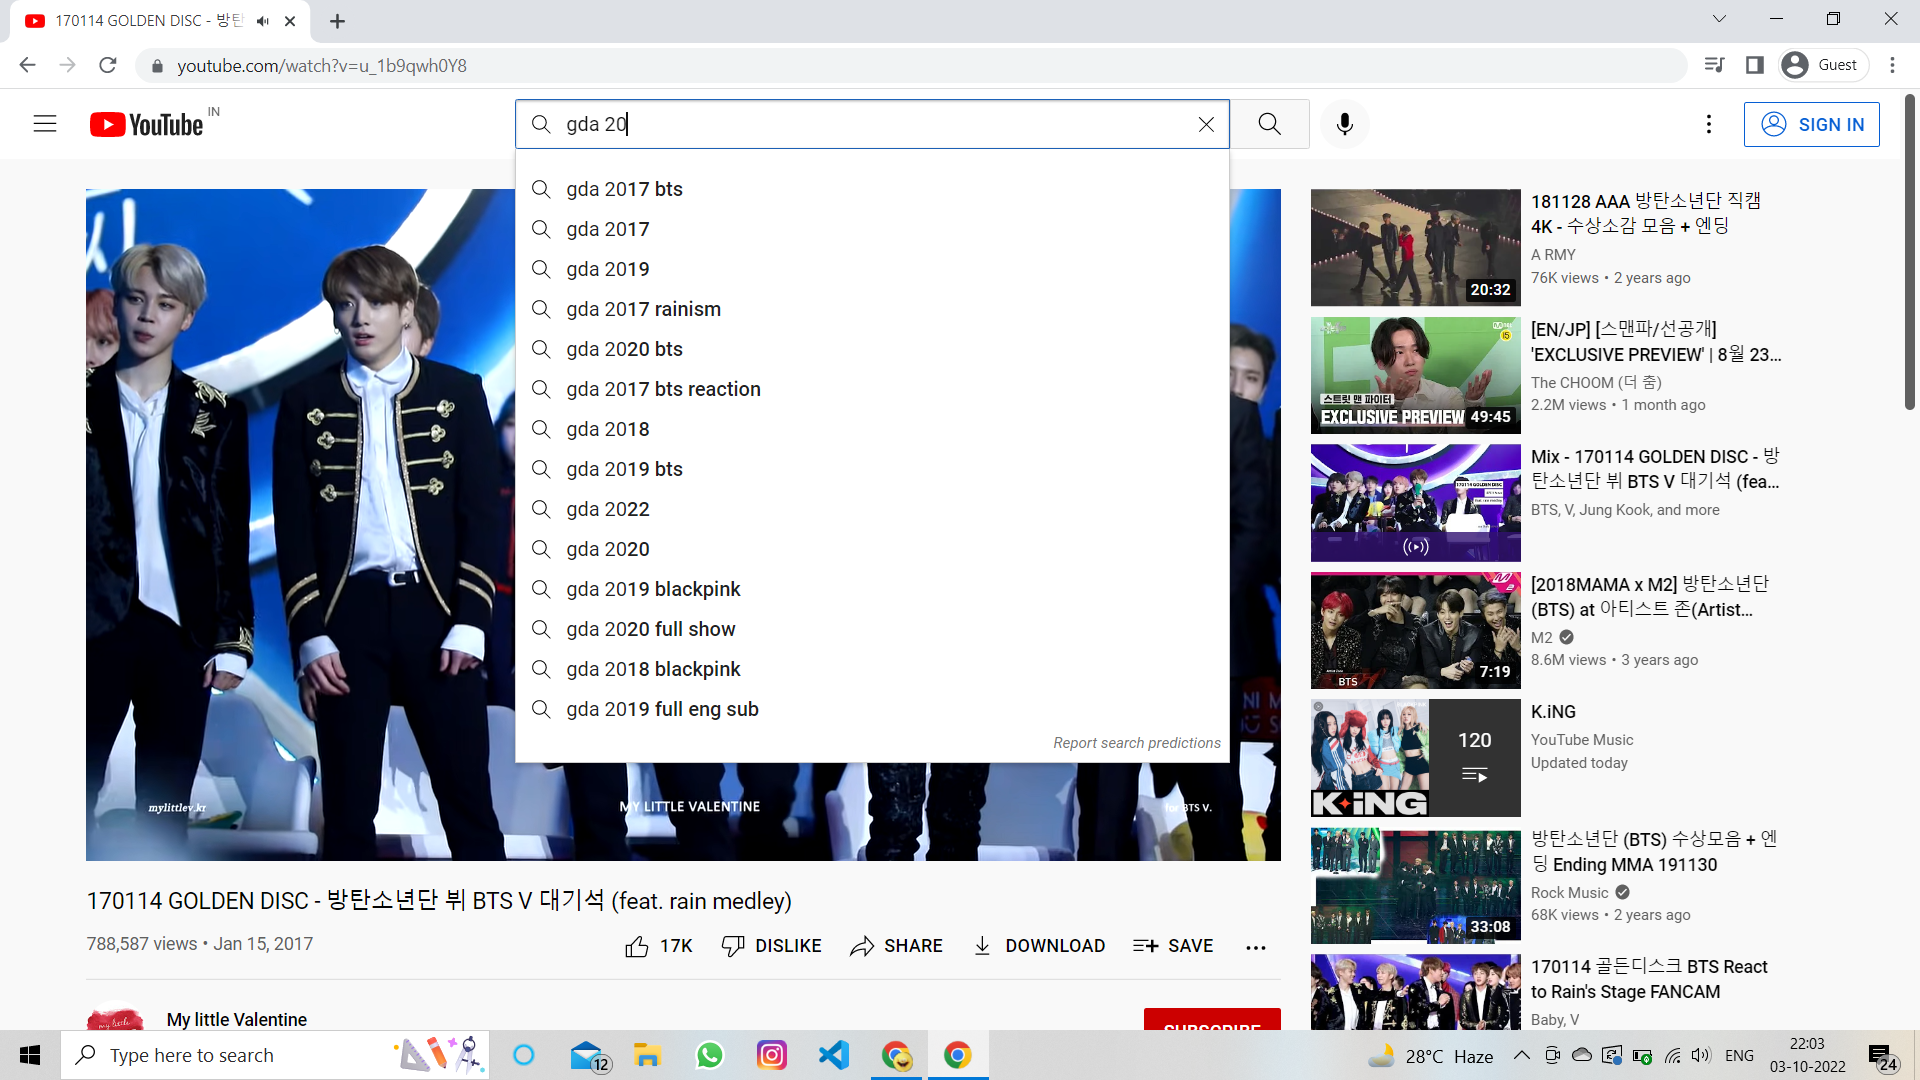 170114 GOLDEN DISC - 방탄
youtube.com/watch?v=u_1b9qwh0Y8
Guest
YouTube IN
gda 20
SIGN IN
gda 2017 bts
gda 2017
gda 2019
gda 2017 rainism
gda 2020 bts
gda 2017 bts reaction
gda 2018
gda 2019 bts
gda 2022
gda 2020
gda 2019 blackpink
gda 2020 full show
gda 2018 blackpink
gda 2019 full eng sub
Report search predictions
mylittlev.kr
MY LITTLE VALENTINE
for BTS V.
170114 GOLDEN DISC - 방탄소년단 뷔 BTS V 대기석 (feat. rain medley)
788,587 views • Jan 15, 2017
17K
DISLIKE
SHARE
DOWNLOAD
SAVE
My little Valentine
SUBSCRIBE
20:32
181128 AAA 방탄소년단 직캠
4K - 수상소감 모음 + 엔딩
A RMY
76K views • 2 years ago
스트릿 맨 파이터
EXCLUSIVE PREVIEW
49:45
[EN/JP] [스맨파/선공개]
'EXCLUSIVE PREVIEW' | 8월 23...
The CHOOM (더 춤)
2.2M views • 1 month ago
Mix - 170114 GOLDEN DISC - 방
탄소년단 뷔 BTS V 대기석 (fea...
BTS, V, Jung Kook, and more
BTS
7:19
[2018MAMA x M2] 방탄소년단
(BTS) at 아티스트 존(Artist...
M2
8.6M views • 3 years ago
K·iNG
120
K.iNG
YouTube Music
Updated today
33:08
방탄소년단 (BTS) 수상모음 + 엔
딩 Ending MMA 191130
Rock Music
68K views • 2 years ago
170114 골든디스크 BTS React
to Rain's Stage FANCAM
Baby, V
Type here to search
12
28°C Haze
ENG
22:03
03-10-2022
24